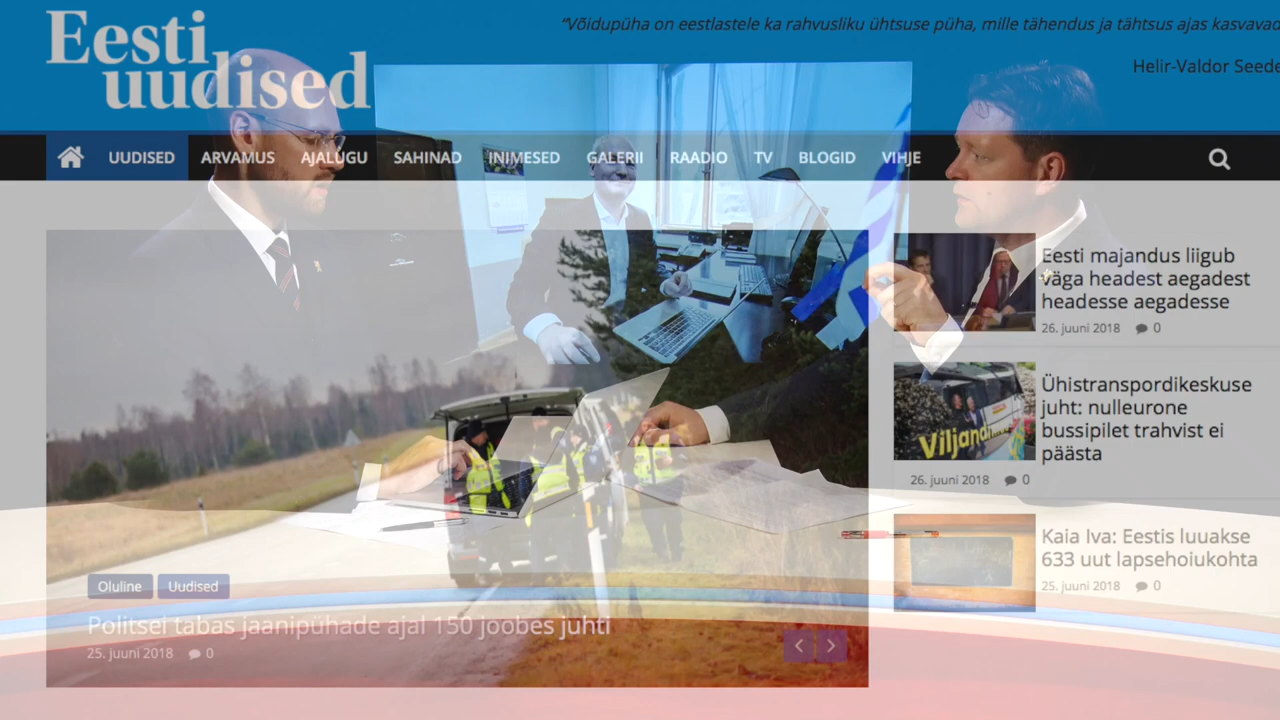 Eesti
uudised
“Võidupüha on eestlastele ka rahvusliku ühtsuse püha, mille tähendus ja tähtsus ajas kasvavad
Helir-Valdor Seede
UUDISED ARVAMUS AJALUGU SAHINAD INIMESED GALERII RAADIO TV BLOGID VIHJE
Oluline Uudised
Politsei tabas jaanipühade ajal 150 joobes juhti
25. juuni 2018 0
Eesti majandus liigub
väga headest aegadest
headesse aegadesse
26. juuni 2018 0
Viljandi
Ühistranspordikeskuse
juht: nulleurone
bussipilet trahvist ei
päästa
26. juuni 2018 0
Kaia Iva: Eestis luuakse
633 uut lapsehoiukohta
25. juuni 2018 0